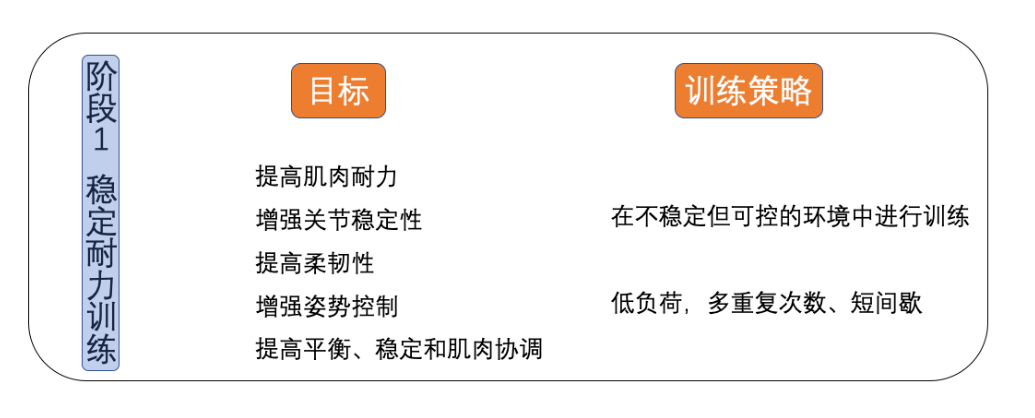 阶段1 稳定耐力训练
目标
训练策略
提高肌肉耐力
增强关节稳定性
提高柔韧性
增强姿势控制
提高平衡、稳定和肌肉协调
在不稳定但可控的环境中进行训练
低负荷，多重复次数、短间歇